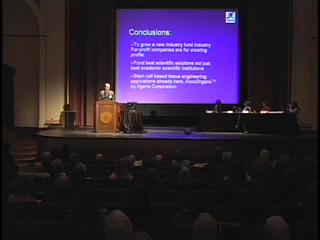 Conclusions:
-To grow a new industry fund industry.
For-profit companies are for creating
profits.
-Fund best scientific solutions not just
best academic scientific institutions
-Stem cell based tissue engineering
applications already here, AccuOrgans™
by Xgene Corporation